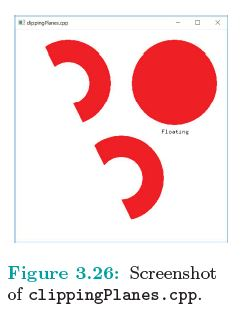 clippingPlanes.cpp
Floating
Figure 3.26: Screenshot
of clippingPlanes.cpp.